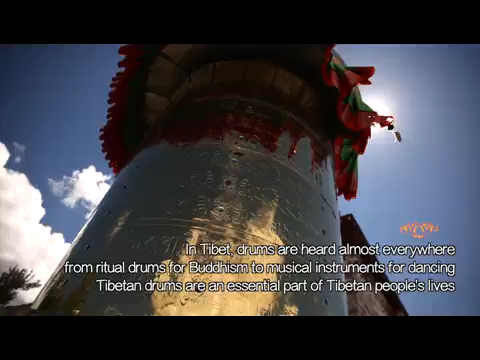 In Tibet, drums are heard almost everywhere
from ritual drums for Buddhism to musical instruments for dancing
Tibetan drums are an essential part of Tibetan people's lives